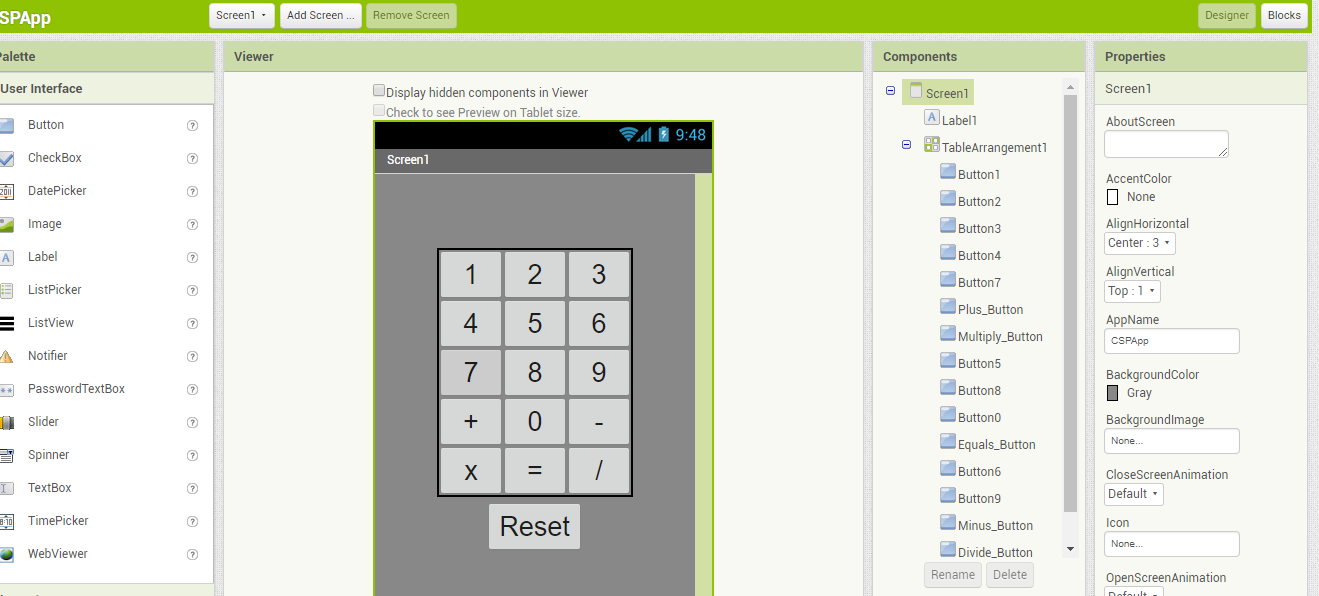 CSPApp
Screen1
Add Screen ...
Remove Screen
Designer
Blocks
Palette
User Interface
Button
CheckBox
DatePicker
Image
Label
ListPicker
ListView
Notifier
PasswordTextBox
Slider
Spinner
TextBox
TimePicker
WebViewer
Viewer
Display hidden components in Viewer
Check to see Preview on Tablet size.
9:48
Screen1
1 2 3
4 5 6
7 8 9
+ 0 -
x = /
Reset
Components
Screen1
Label1
TableArrangement1
Button1
Button2
Button3
Button4
Button7
Plus_Button
Multiply_Button
Button5
Button8
Button0
Equals_Button
Button6
Button9
Minus_Button
Divide_Button
Rename Delete
Properties
Screen1
AboutScreen
AccentColor
None
AlignHorizontal
Center : 3
AlignVertical
Top : 1
AppName
CSPApp
BackgroundColor
Gray
BackgroundImage
None...
CloseScreenAnimation
Default
Icon
None...
OpenScreenAnimation
Default